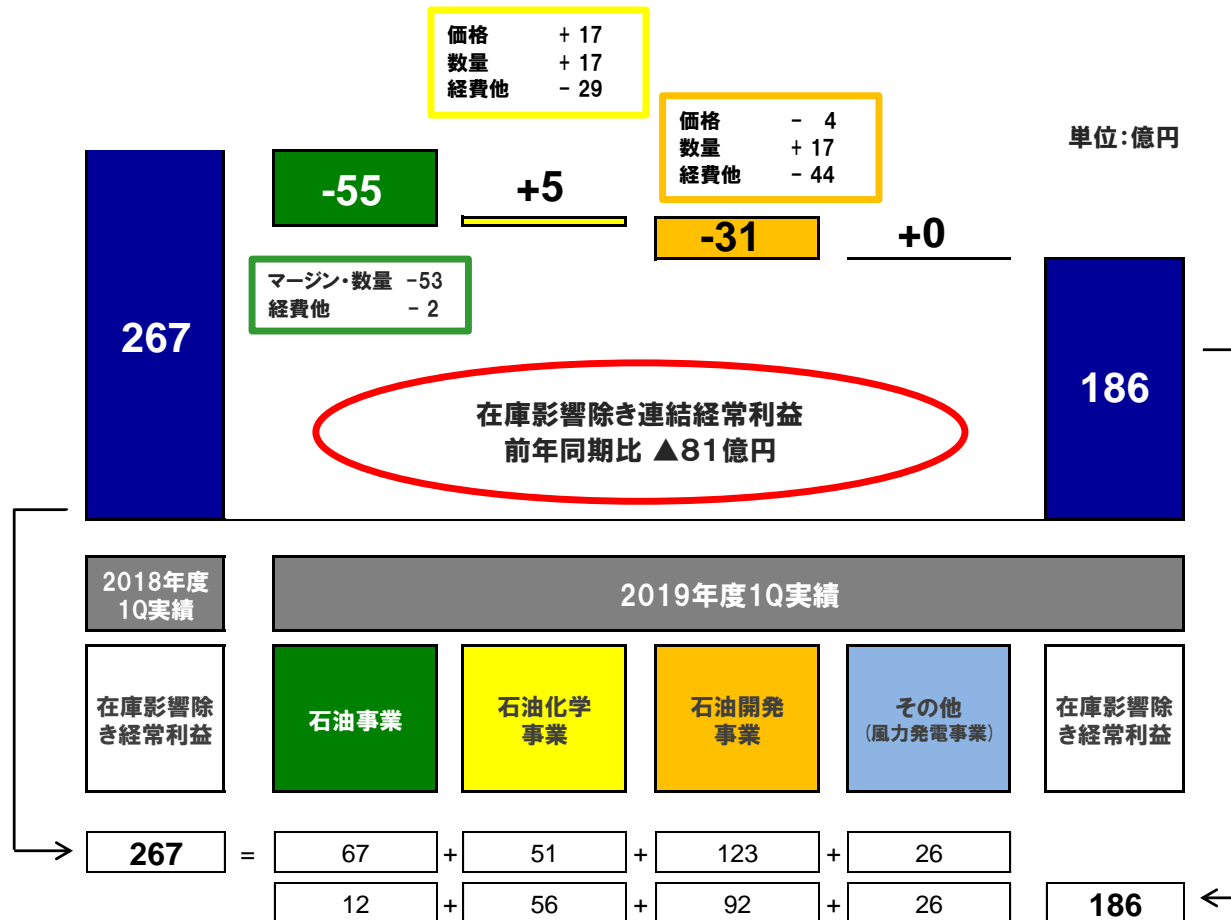 価格 + 17
数量 + 17
経費他 - 29
価格 - 4
数量 + 17
経費他 - 44
単位:億円
-55
+5
-31
+0
マージン・数量 -53
経費他 - 2
267
186
在庫影響除き連結経常利益
前年同期比 ▲81億円
2018年度
1Q実績
2019年度1Q実績
在庫影響除
き経常利益
石油事業
石油化学
事業
石油開発
事業
その他
(風力発電事業)
在庫影響除
き経常利益
267 = 67 + 51 + 123 + 26
12 + 56 + 92 + 26 186